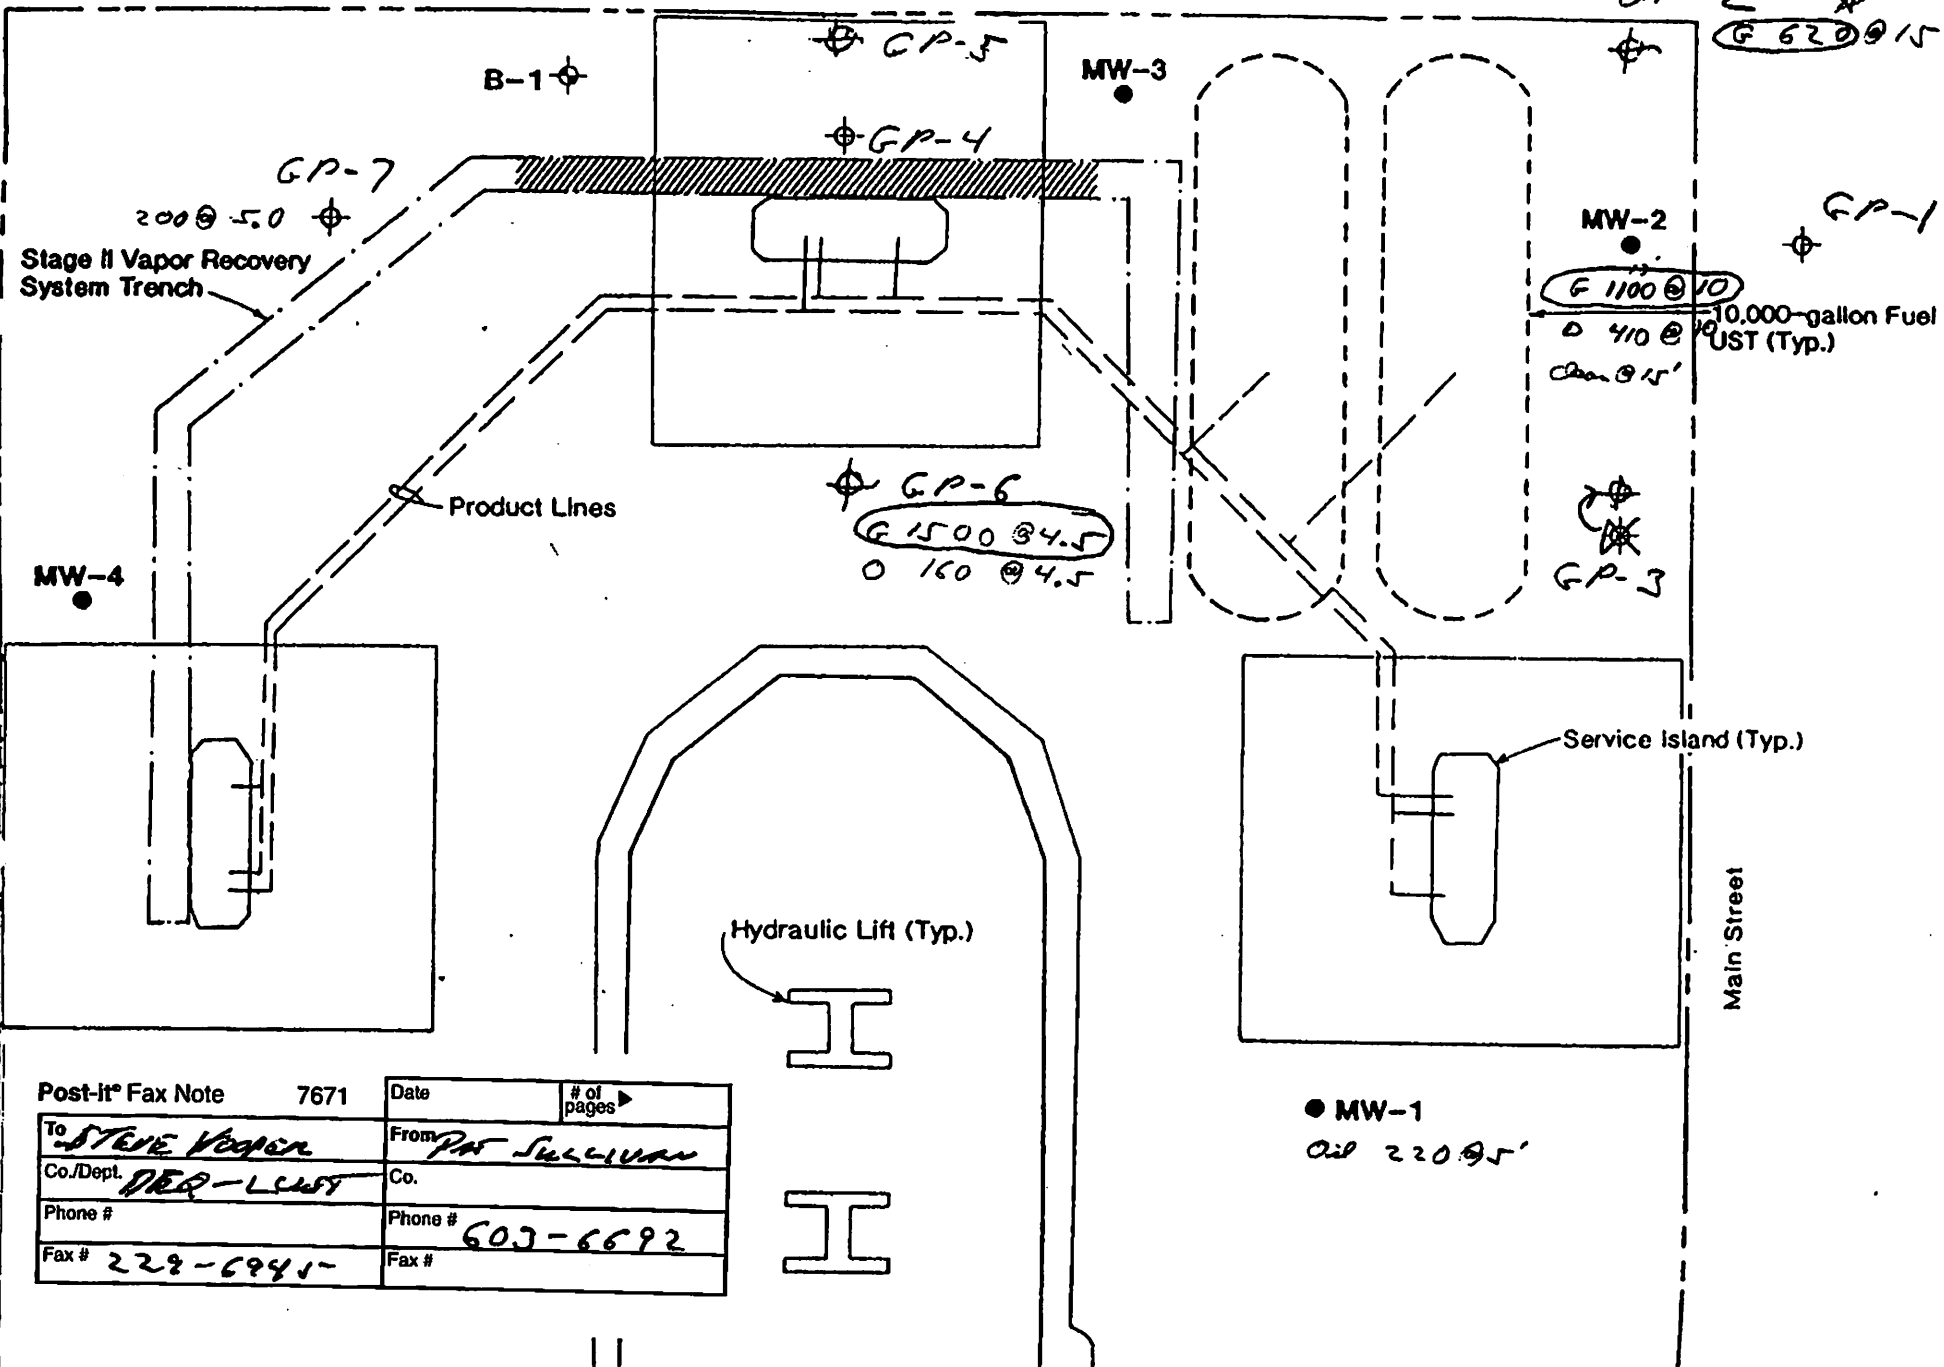 G 620 @ 15
GP-5
B-1
MW-3
GP-4
GP-7
200 @ 5.0
GP-1
MW-2
Stage II Vapor Recovery
System Trench
G 1100 @ 10
10,000-gallon Fuel
UST (Typ.)
O 410 @ 10
Clean @ 15'
GP-6
G 1500 @ 4.5
O 160 @ 4.5
Product Lines
GP-3
MW-4
Service Island (Typ.)
Main Street
Hydraulic Lift (Typ.)
Post-it® Fax Note 7671
Date
# of
pages
To STEVE
From PAT SULLIVAN
Co./Dept. DEQ-LUST
Co.
Phone #
Phone # 603-6692
Fax # 229-6945
Fax #
MW-1
Oil 220 @ 5'